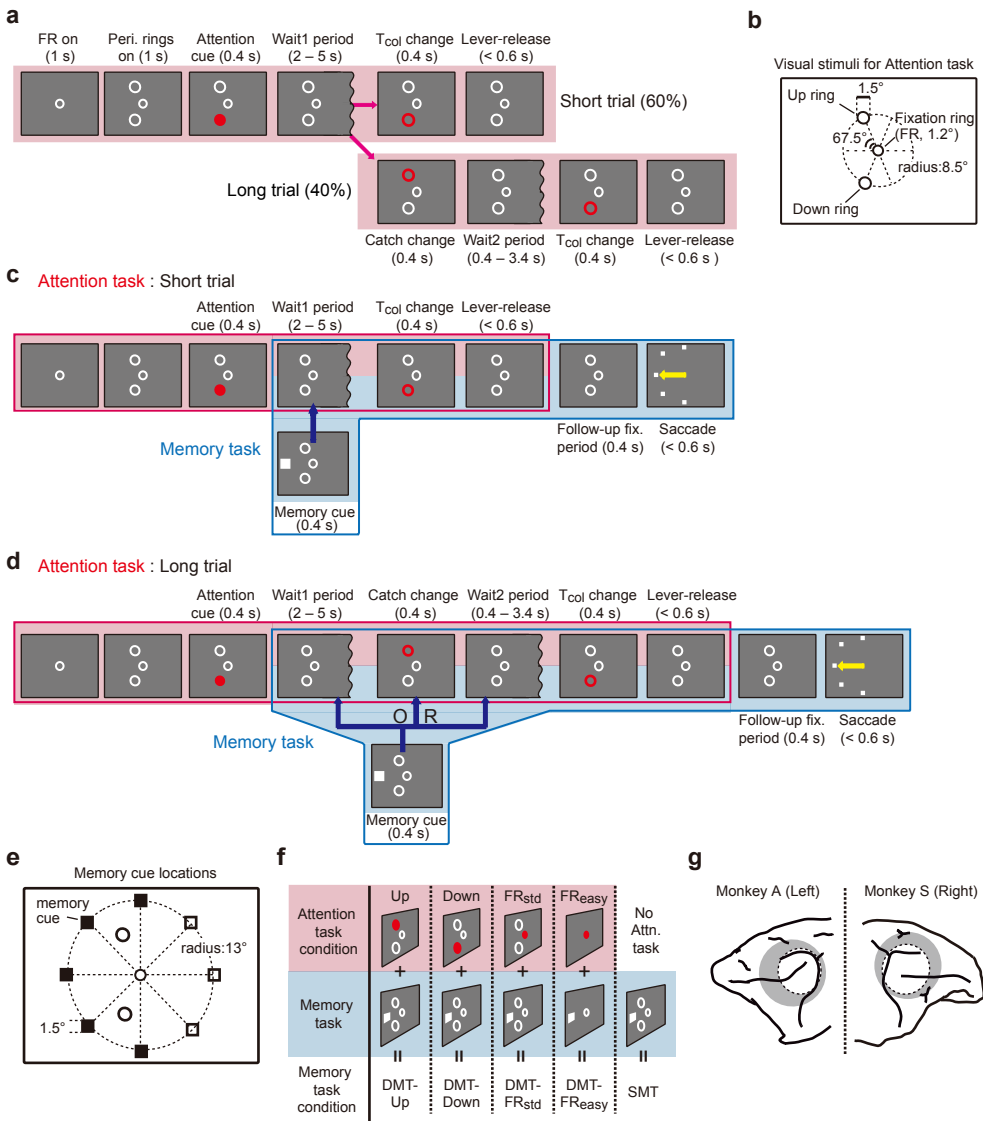 a
FR on
(1 s)
Peri. rings
on (1 s)
Attention
cue (0.4 s)
Wait1 period
(2 – 5 s)
Tcol change
(0.4 s)
Lever-release
(< 0.6 s)
Short trial (60%)
Long trial (40%)
Catch change
(0.4 s)
Wait2 period
(0.4 – 3.4 s)
Tcol change
(0.4 s)
Lever-release
(< 0.6 s )
b
Visual stimuli for Attention task
1.5°
Up ring
Fixation ring
(FR, 1.2°)
67.5°
radius:8.5°
Down ring
c
Attention task : Short trial
Attention
cue (0.4 s)
Wait1 period
(2 – 5 s)
Tcol change
(0.4 s)
Lever-release
(< 0.6 s)
Follow-up fix.
period (0.4 s)
Saccade
(< 0.6 s)
Memory task
Memory cue
(0.4 s)
d
Attention task : Long trial
Attention
cue (0.4 s)
Wait1 period
(2 – 5 s)
Catch change
(0.4 s)
Wait2 period
(0.4 – 3.4 s)
Tcol change
(0.4 s)
Lever-release
(< 0.6 s)
O R
Follow-up fix.
period (0.4 s)
Saccade
(< 0.6 s)
Memory task
Memory cue
(0.4 s)
e
Memory cue locations
memory
cue
radius:13°
1.5°
f
Attention
task
condition
Up
Down
FRstd
FReasy
No
Attn.
task
+ + + +
Memory
task
= = = = =
Memory
task
condition
DMT-
Up
DMT-
Down
DMT-
FRstd
DMT-
FReasy
SMT
g
Monkey A (Left)
Monkey S (Right)